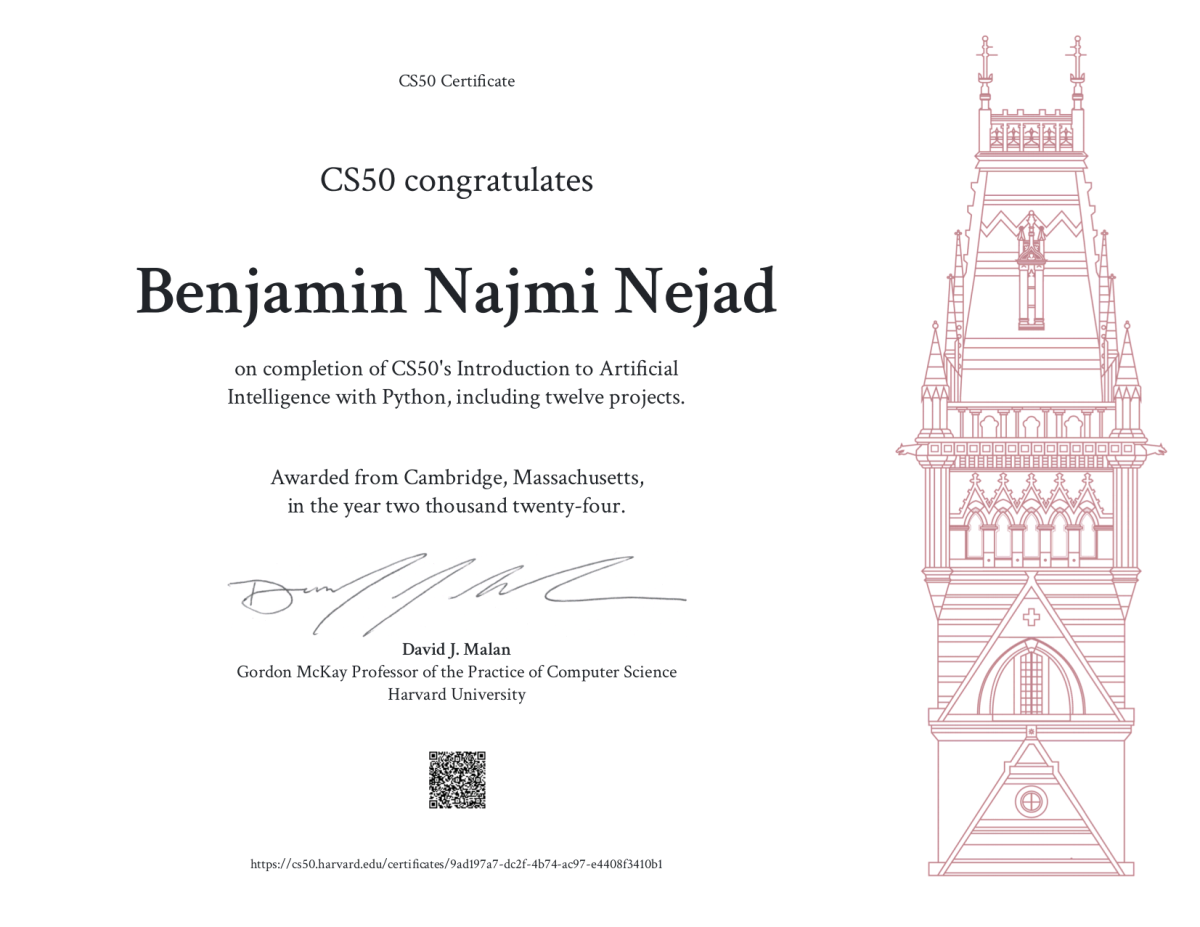 CS50 Certificate
CS50 congratulates
Benjamin Najmi Nejad
on completion of CS50's Introduction to Artificial
Intelligence with Python, including twelve projects.
Awarded from Cambridge, Massachusetts,
in the year two thousand twenty-four.
David J. Malan
Gordon McKay Professor of the Practice of Computer Science
Harvard University
https://cs50.harvard.edu/certificates/9ad197a7-dc2f-4b74-ac97-e4408f3410b1